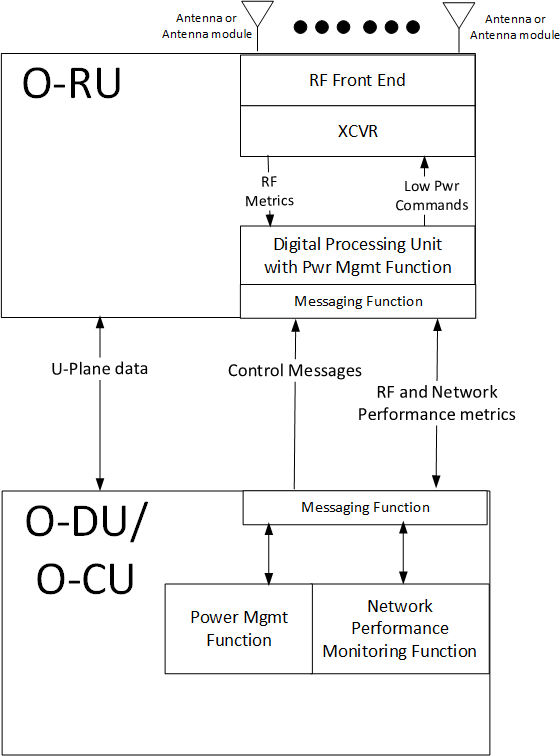 Antenna or
Antenna module
Antenna or
Antenna module
O-RU
RF Front End
XCVR
RF
Metrics
Low Pwr
Commands
Digital Processing Unit
with Pwr Mgmt Function
Messaging Function
U-Plane data
Control Messages
RF and Network
Performance metrics
O-DU/
O-CU
Messaging Function
Power Mgmt
Function
Network
Performance
Monitoring Function